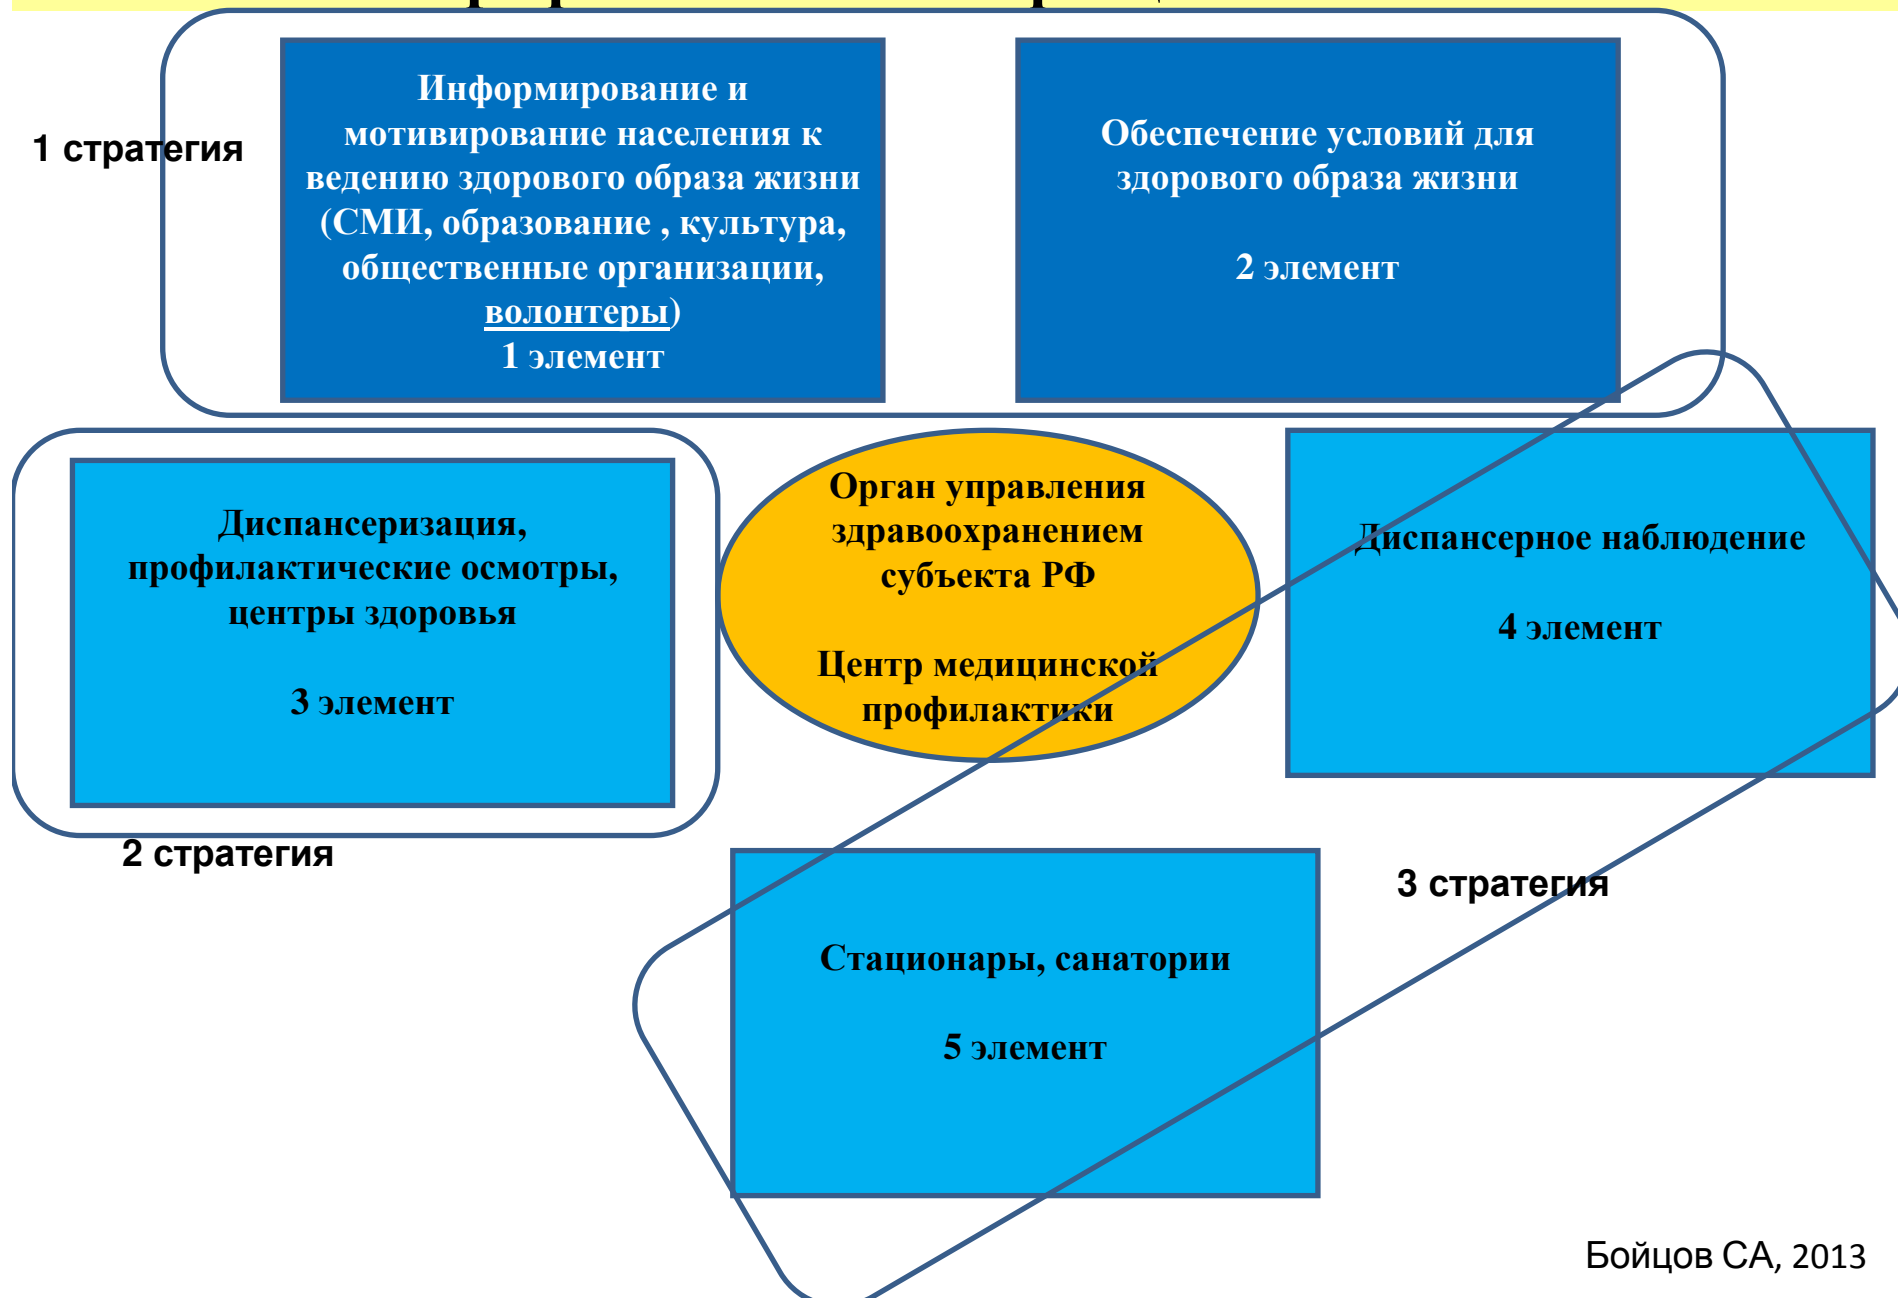 1 стратегия
Информирование и
мотивирование населения к
ведению здорового образа жизни
(СМИ, образование , культура,
общественные организации,
волонтеры)
1 элемент
Обеспечение условий для
здорового образа жизни
2 элемент
Диспансеризация,
профилактические осмотры,
центры здоровья
3 элемент
2 стратегия
Орган управления
здравоохранением
субъекта РФ
Центр медицинской
профилактики
Диспансерное наблюдение
4 элемент
3 стратегия
Стационары, санатории
5 элемент
Бойцов СА, 2013